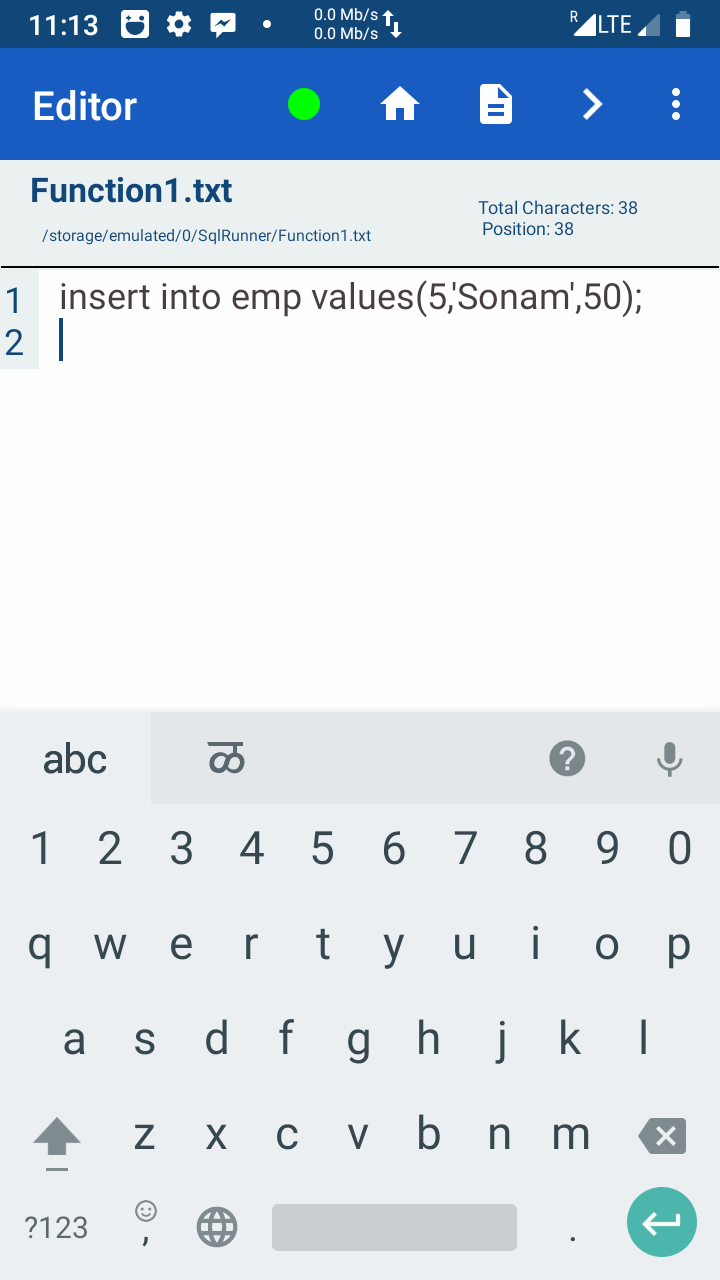 11:13
0.0 Mb/s
0.0 Mb/s
R
LTE
Editor
Function1.txt
/storage/emulated/0/SqlRunner/Function1.txt
Total Characters: 38
Position: 38
1 insert into emp values(5,'Sonam',50);
2
abc ळ ?
1 2 3 4 5 6 7 8 9 0
q w e r t y u i o p
a s d f g h j k l
z x c v b n m
?123 , .